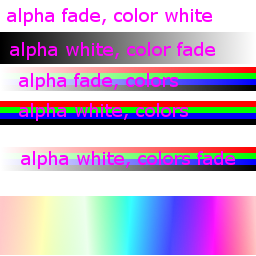 alpha fade, color white
alpha white, color fade
alpha fade, colors
alpha white, colors
alpha white, colors fade